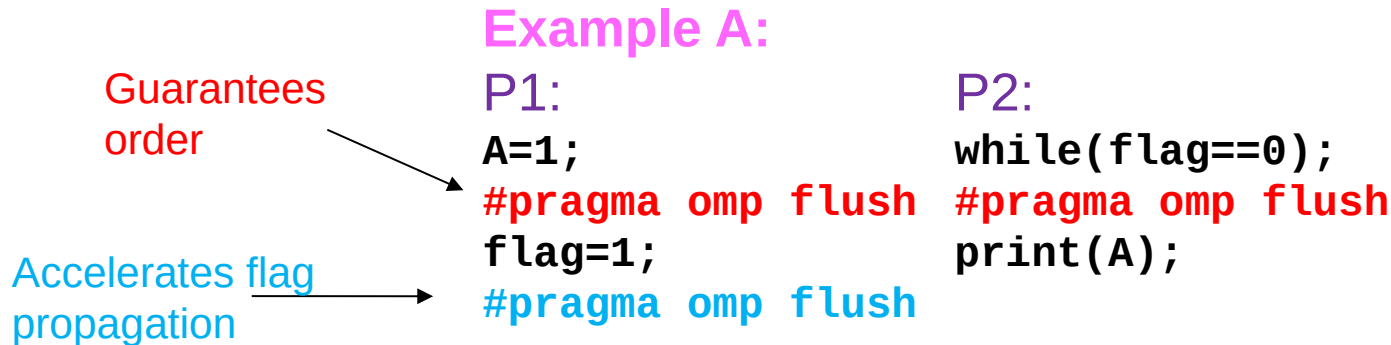 Example A:
Guarantees
order
P1:
A=1;
#pragma omp flush
flag=1;
#pragma omp flush
P2:
while(flag==0);
#pragma omp flush
print(A);
Accelerates flag
propagation